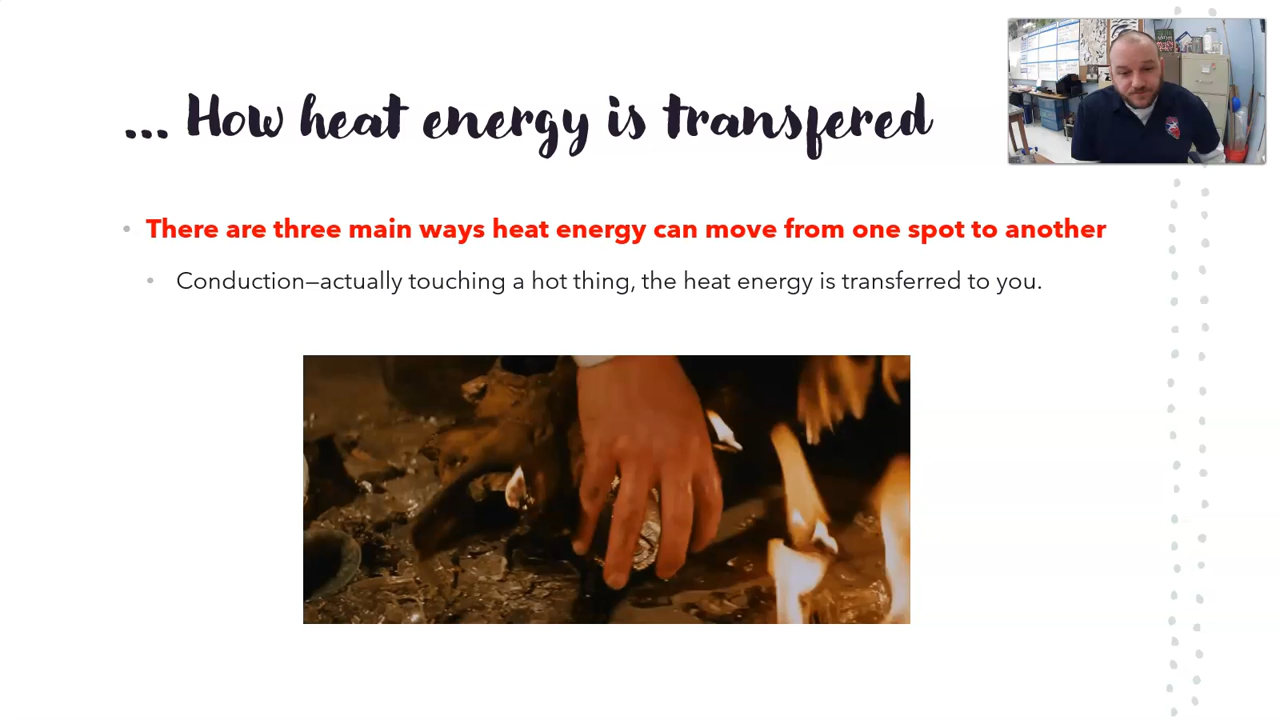 ... How heat energy is transfered
There are three main ways heat energy can move from one spot to another
Conduction—actually touching a hot thing, the heat energy is transferred to you.